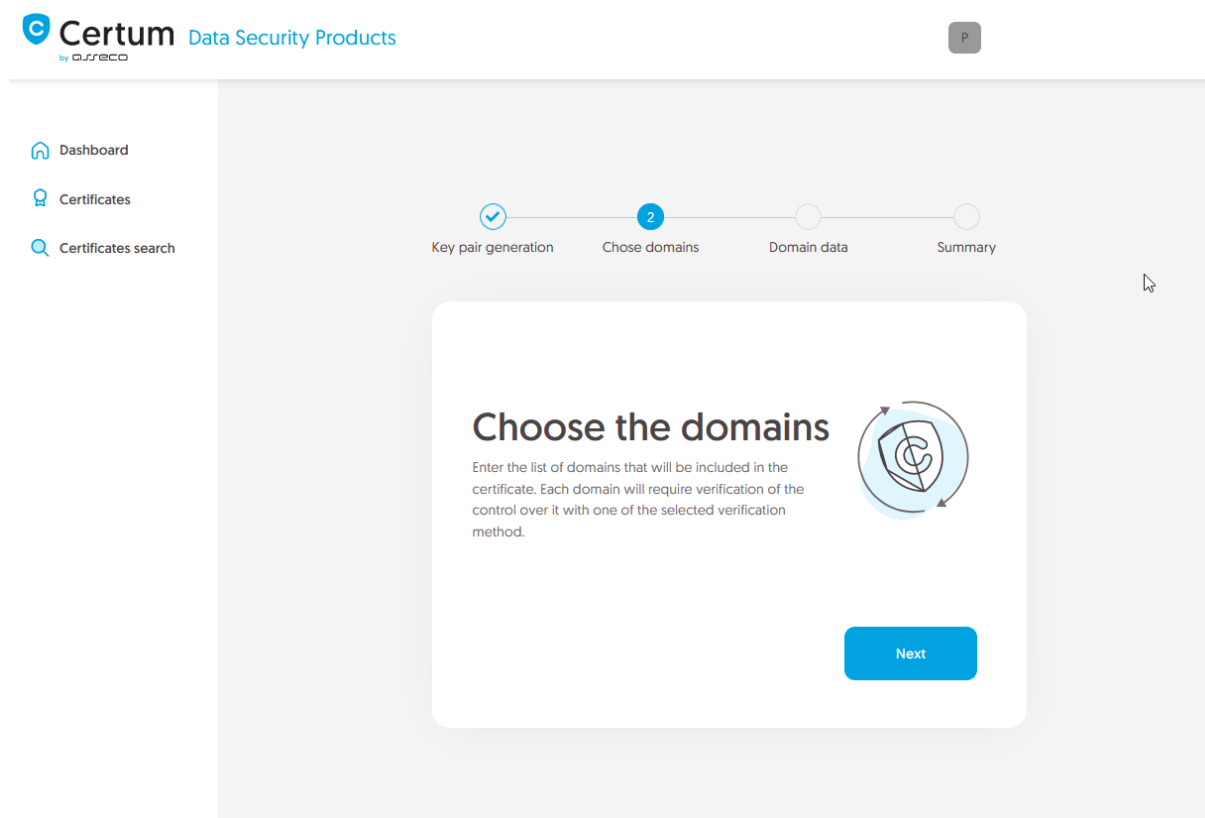 Certum Data Security Products
by asseco
P
Dashboard
Certificates
Certificates search
2
Key pair generation
Chose domains
Domain data
Summary
Choose the domains
Enter the list of domains that will be included in the
certificate. Each domain will require verification of the
control over it with one of the selected verification
method.
Next